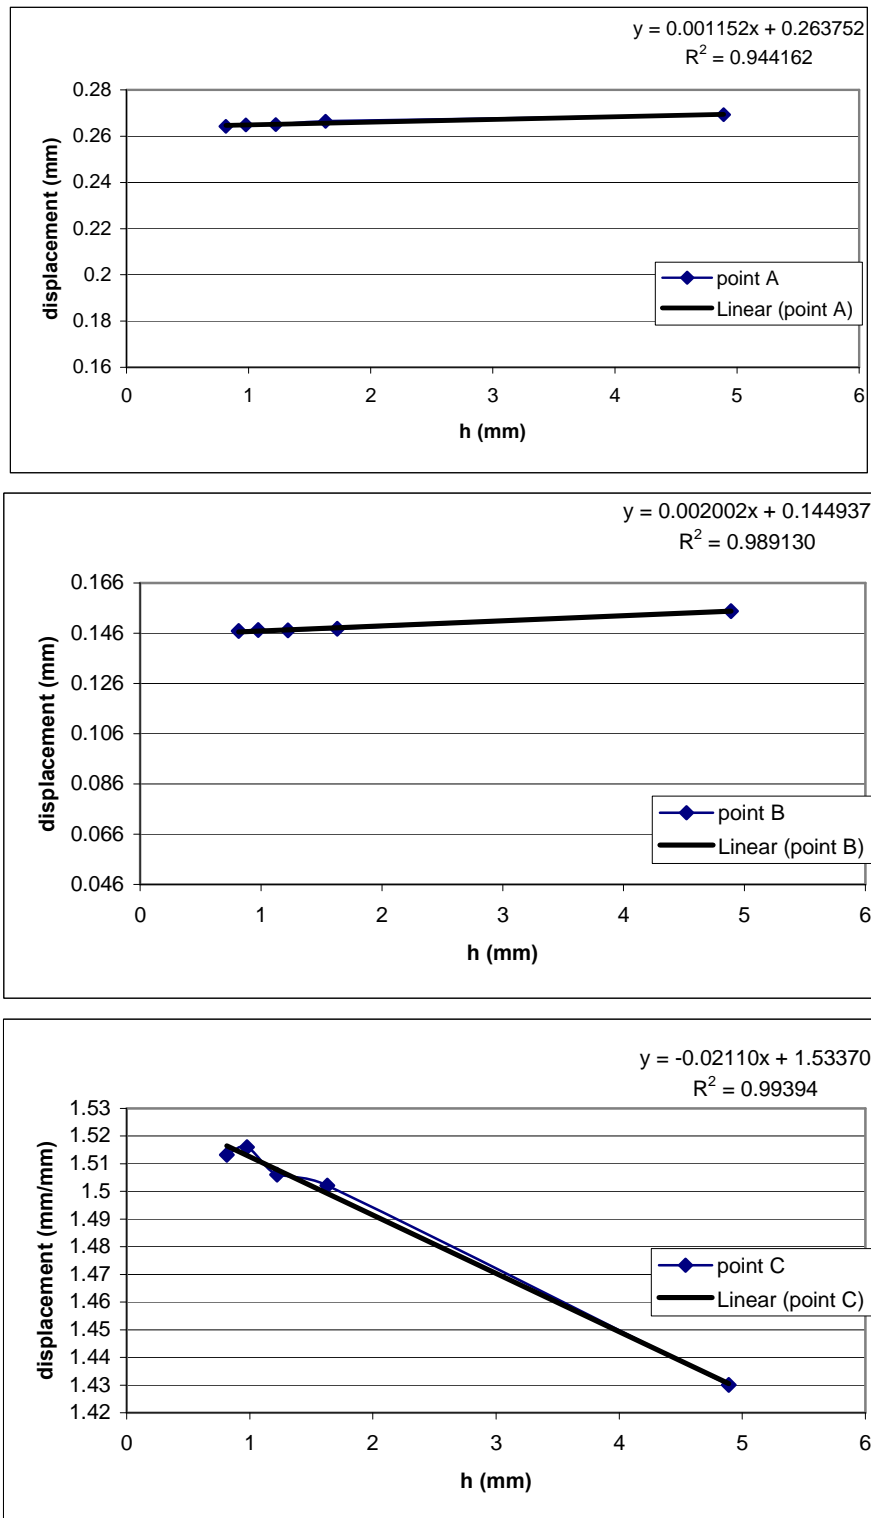 y = 0.001152x + 0.263752
R² = 0.944162
0.28
0.26
0.24
0.22
0.2
0.18
0.16
displacement (mm)
point A
Linear (point A)
0 1 2 3 4 5 6
h (mm)
y = 0.002002x + 0.144937
R² = 0.989130
0.166
0.146
0.126
0.106
0.086
0.066
0.046
displacement (mm)
point B
Linear (point B)
0 1 2 3 4 5 6
h (mm)
y = -0.02110x + 1.53370
R² = 0.99394
1.53
1.52
1.51
1.5
1.49
1.48
1.47
1.46
1.45
1.44
1.43
1.42
displacement (mm/mm)
point C
Linear (point C)
0 1 2 3 4 5 6
h (mm)